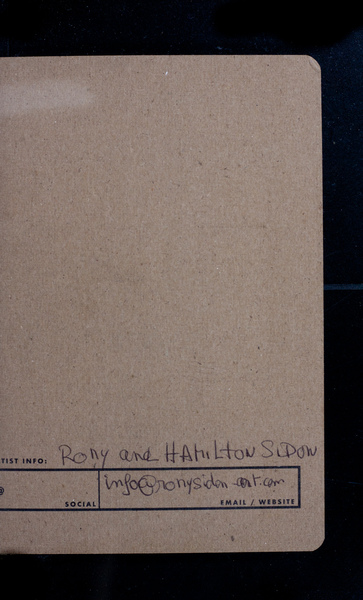 TIST INFO: Rony and HAMILTON SIDON
@ SOCIAL info@ronysidon-art.com
EMAIL / WEBSITE